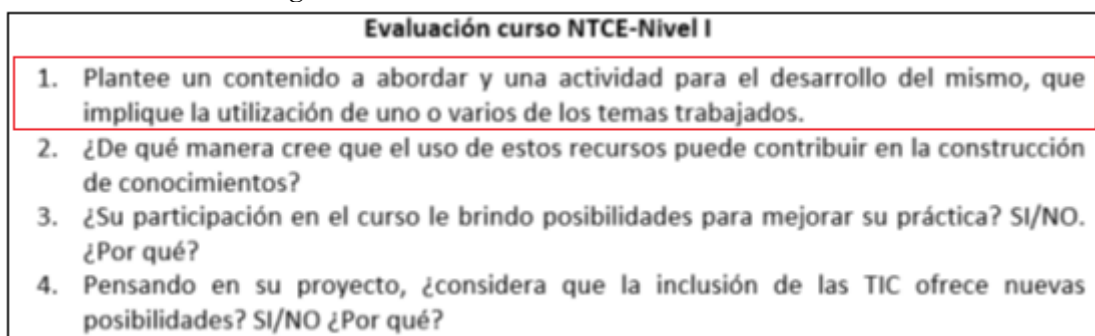 Evaluación curso NTCE-Nivel I
1. Plantee un contenido a abordar y una actividad para el desarrollo del mismo, que
implique la utilización de uno o varios de los temas trabajados.
2. ¿De qué manera cree que el uso de estos recursos puede contribuir en la construcción
de conocimientos?
3. ¿Su participación en el curso le brindo posibilidades para mejorar su práctica? SI/NO.
¿Por qué?
4. Pensando en su proyecto, ¿considera que la inclusión de las TIC ofrece nuevas
posibilidades? SI/NO ¿Por qué?